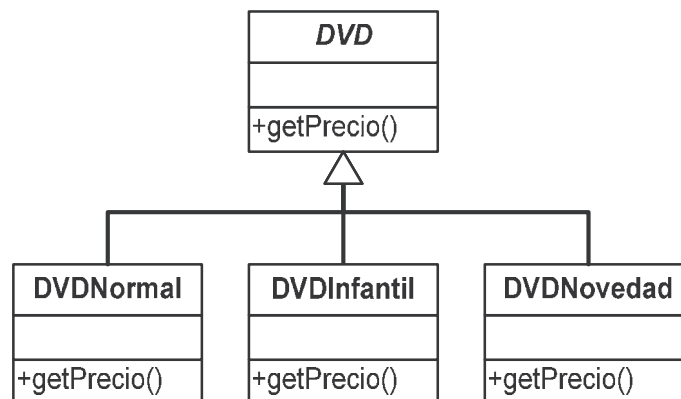 DVD
+getPrecio()
DVDNormal
DVDInfantil
DVDNovedad
+getPrecio()
+getPrecio()
+getPrecio()